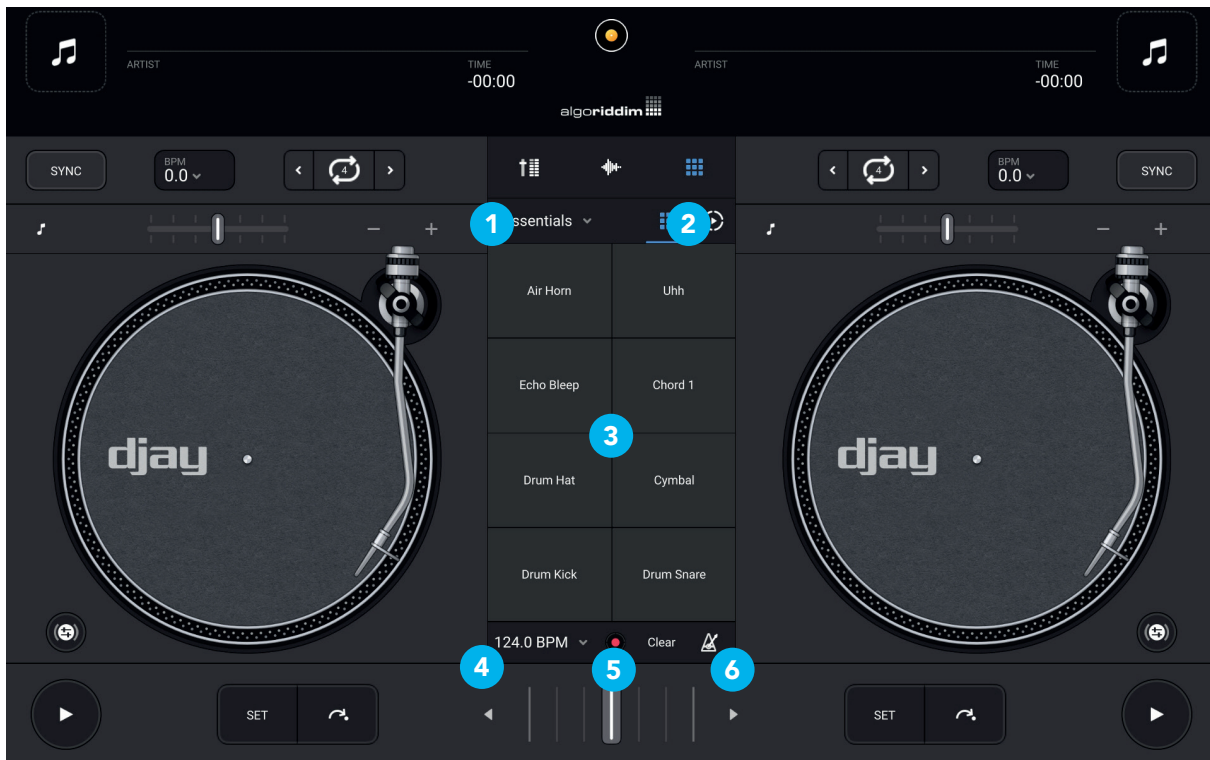 ARTIST
TIME
-00:00
ARTIST
TIME
-00:00
algoriddim
SYNC
BPM
0.0
4
4
BPM
0.0
SYNC
1
ssentials
2
Air Horn
Uhh
Echo Bleep
Chord 1
3
djay
djay
Drum Hat
Cymbal
Drum Kick
Drum Snare
124.0 BPM
Clear
4
5
6
SET
SET